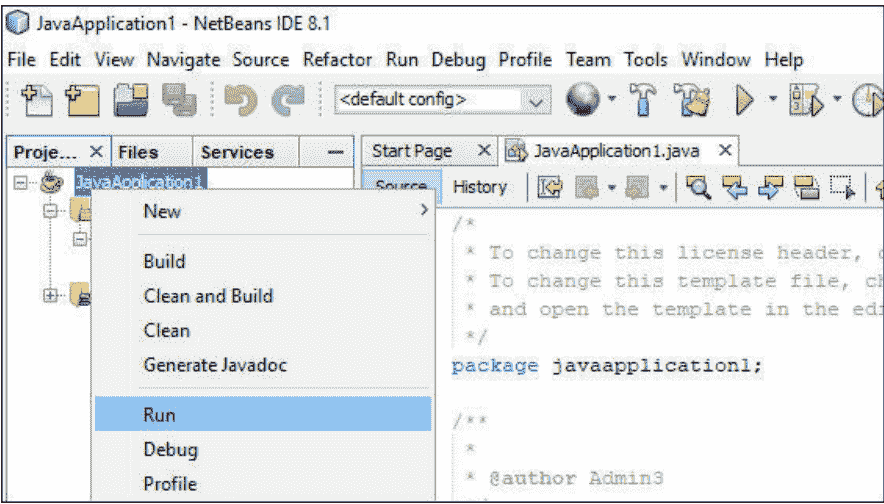 JavaApplication1 - NetBeans IDE 8.1
File Edit View Navigate Source Refactor Run Debug Profile Team Tools Window Help
<default config>
Proje... Files Services
Start Page JavaApplication1.java
JavaApplication1
Source History
New
Build
Clean and Build
Clean
Generate Javadoc
Run
Debug
Profile
/*
* To change this license header,
* To change this template file,
* and open the template in the
*/
package javaapplication1;
/**
*
* @author Admin3